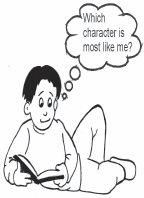 Which
character is
most like me?